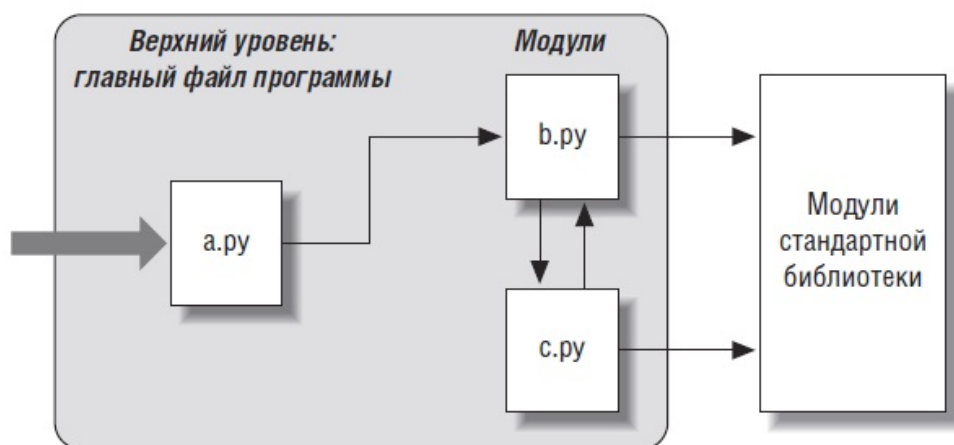 Верхний уровень:
главный файл программы
Модули
a.py
b.py
c.py
Модули
стандартной
библиотеки